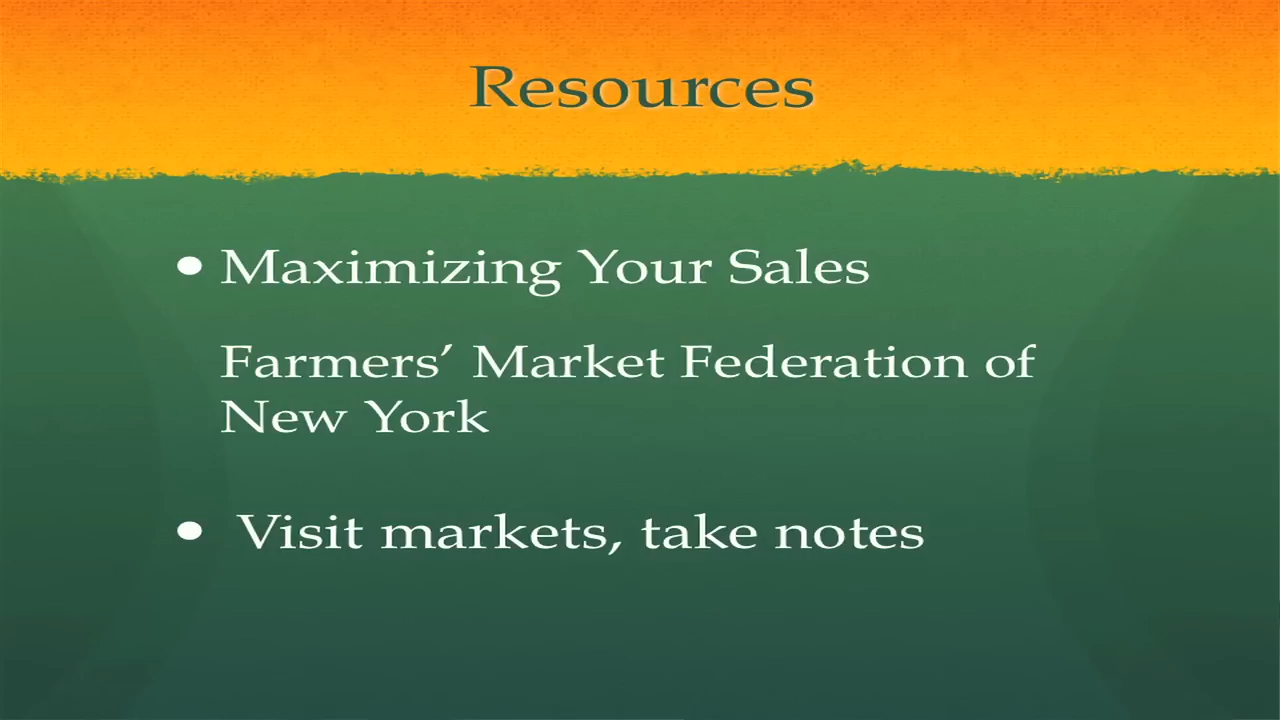 Resources
• Maximizing Your Sales
Farmers’ Market Federation of
New York
• Visit markets, take notes